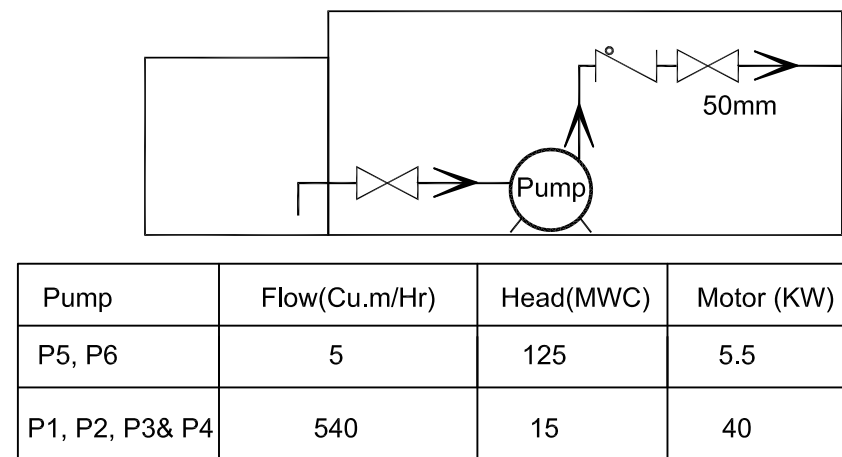 50mm
Pump
Pump Flow(Cu.m/Hr) Head(MWC) Motor (KW)
P5, P6 5 125 5.5
P1, P2, P3& P4 540 15 40